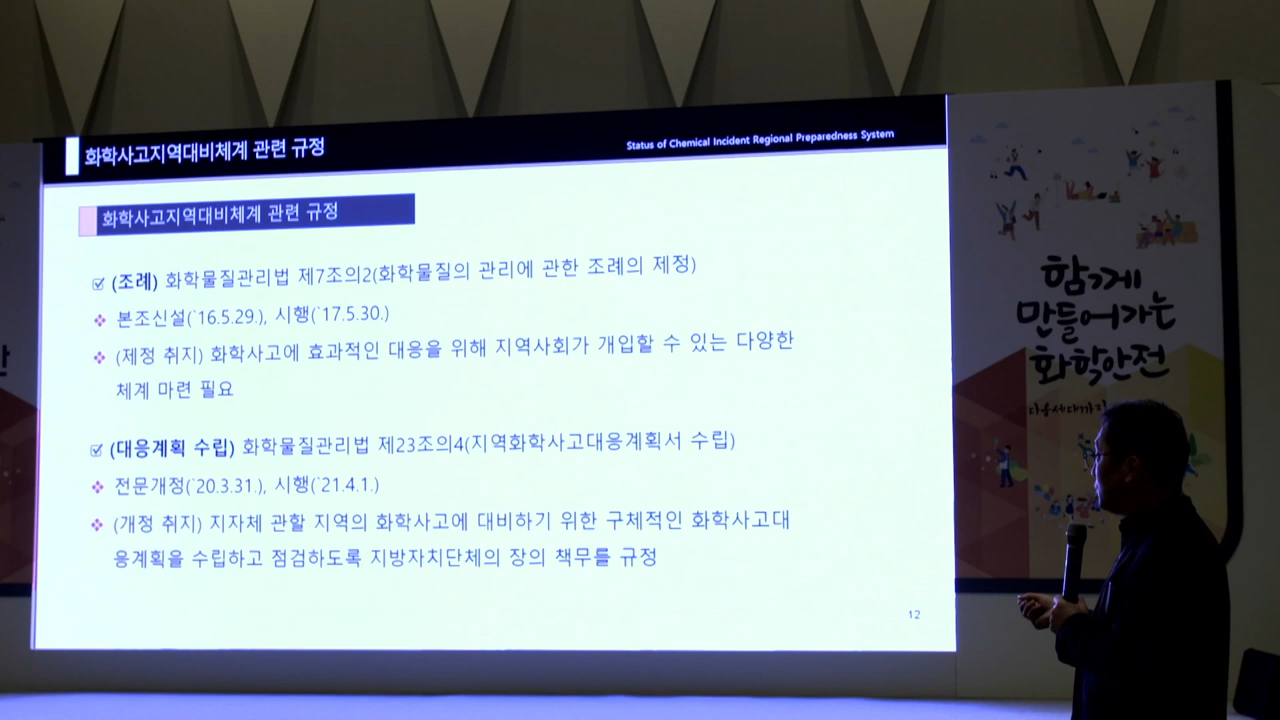 화학사고지역대비체계 관련 규정
Status of Chemical Incident Regional Preparedness System
화학사고지역대비체계 관련 규정
(조례) 화학물질관리법 제7조의2(화학물질의 관리에 관한 조례의 제정)
본조신설(`16.5.29.), 시행(`17.5.30.)
(제정 취지) 화학사고에 효과적인 대응을 위해 지역사회가 개입할 수 있는 다양한
체계 마련 필요
(대응계획 수립) 화학물질관리법 제23조의4(지역화학사고대응계획서 수립)
전문개정(`20.3.31.), 시행(`21.4.1.)
(개정 취지) 지자체 관할 지역의 화학사고에 대비하기 위한 구체적인 화학사고대
응계획을 수립하고 점검하도록 지방자치단체의 장의 책무를 규정
12
함께
만들어가는
화학안전
다음세대까지